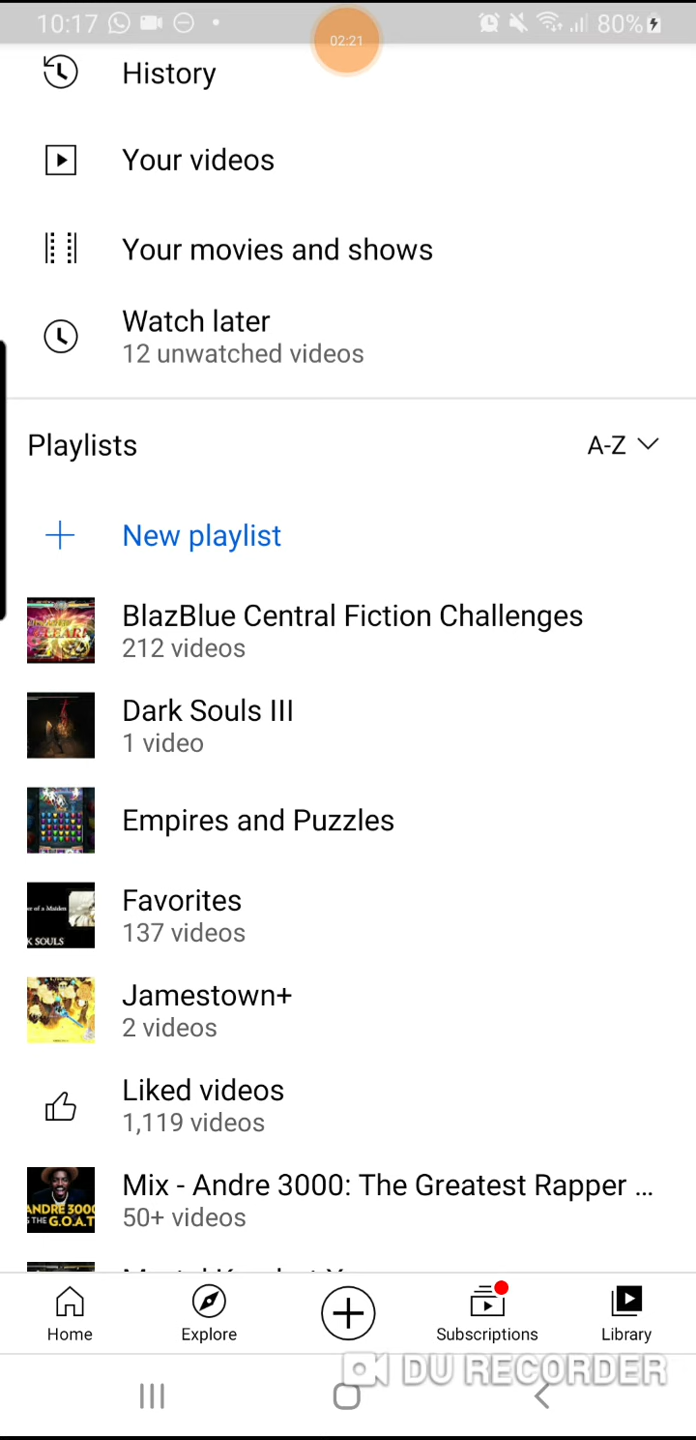 10:17
02:21
80%
History
Your videos
Your movies and shows
Watch later
12 unwatched videos
Playlists
A-Z
New playlist
BlazBlue Central Fiction Challenges
212 videos
Dark Souls III
1 video
Empires and Puzzles
Favorites
137 videos
Jamestown+
2 videos
Liked videos
1,119 videos
Mix - Andre 3000: The Greatest Rapper ...
50+ videos
ANDRE 3000
THE G.O.A.T
Home
Explore
Subscriptions
Library
DU RECORDER